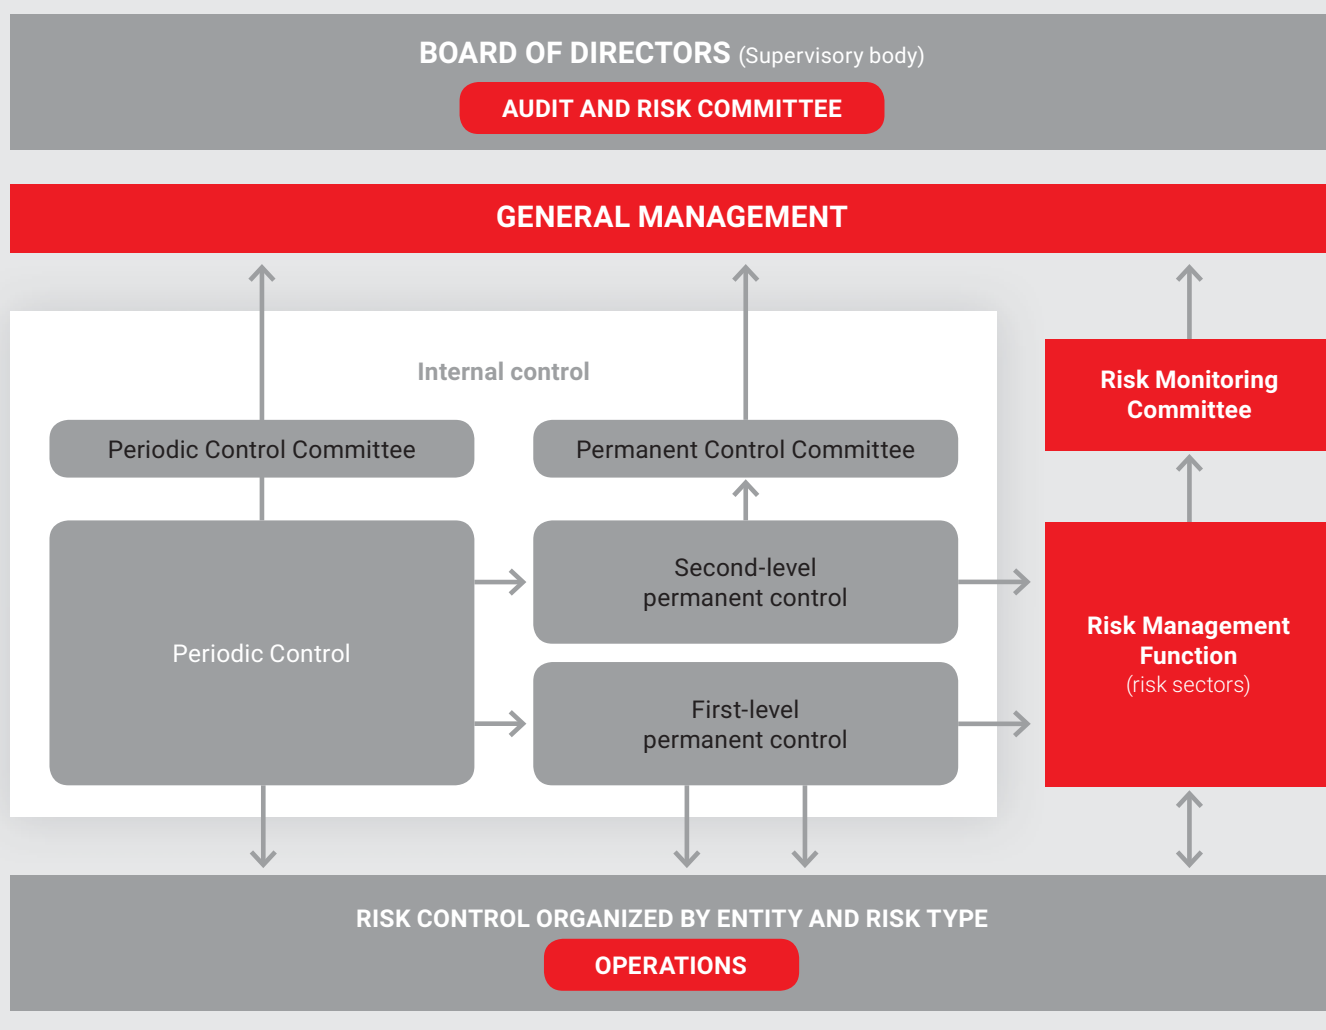 BOARD OF DIRECTORS (Supervisory body)
AUDIT AND RISK COMMITTEE
GENERAL MANAGEMENT
Internal control
Periodic Control Committee
Permanent Control Committee
Risk Monitoring
Committee
Periodic Control
Second-level
permanent control
First-level
permanent control
Risk Management
Function
(risk sectors)
RISK CONTROL ORGANIZED BY ENTITY AND RISK TYPE
OPERATIONS